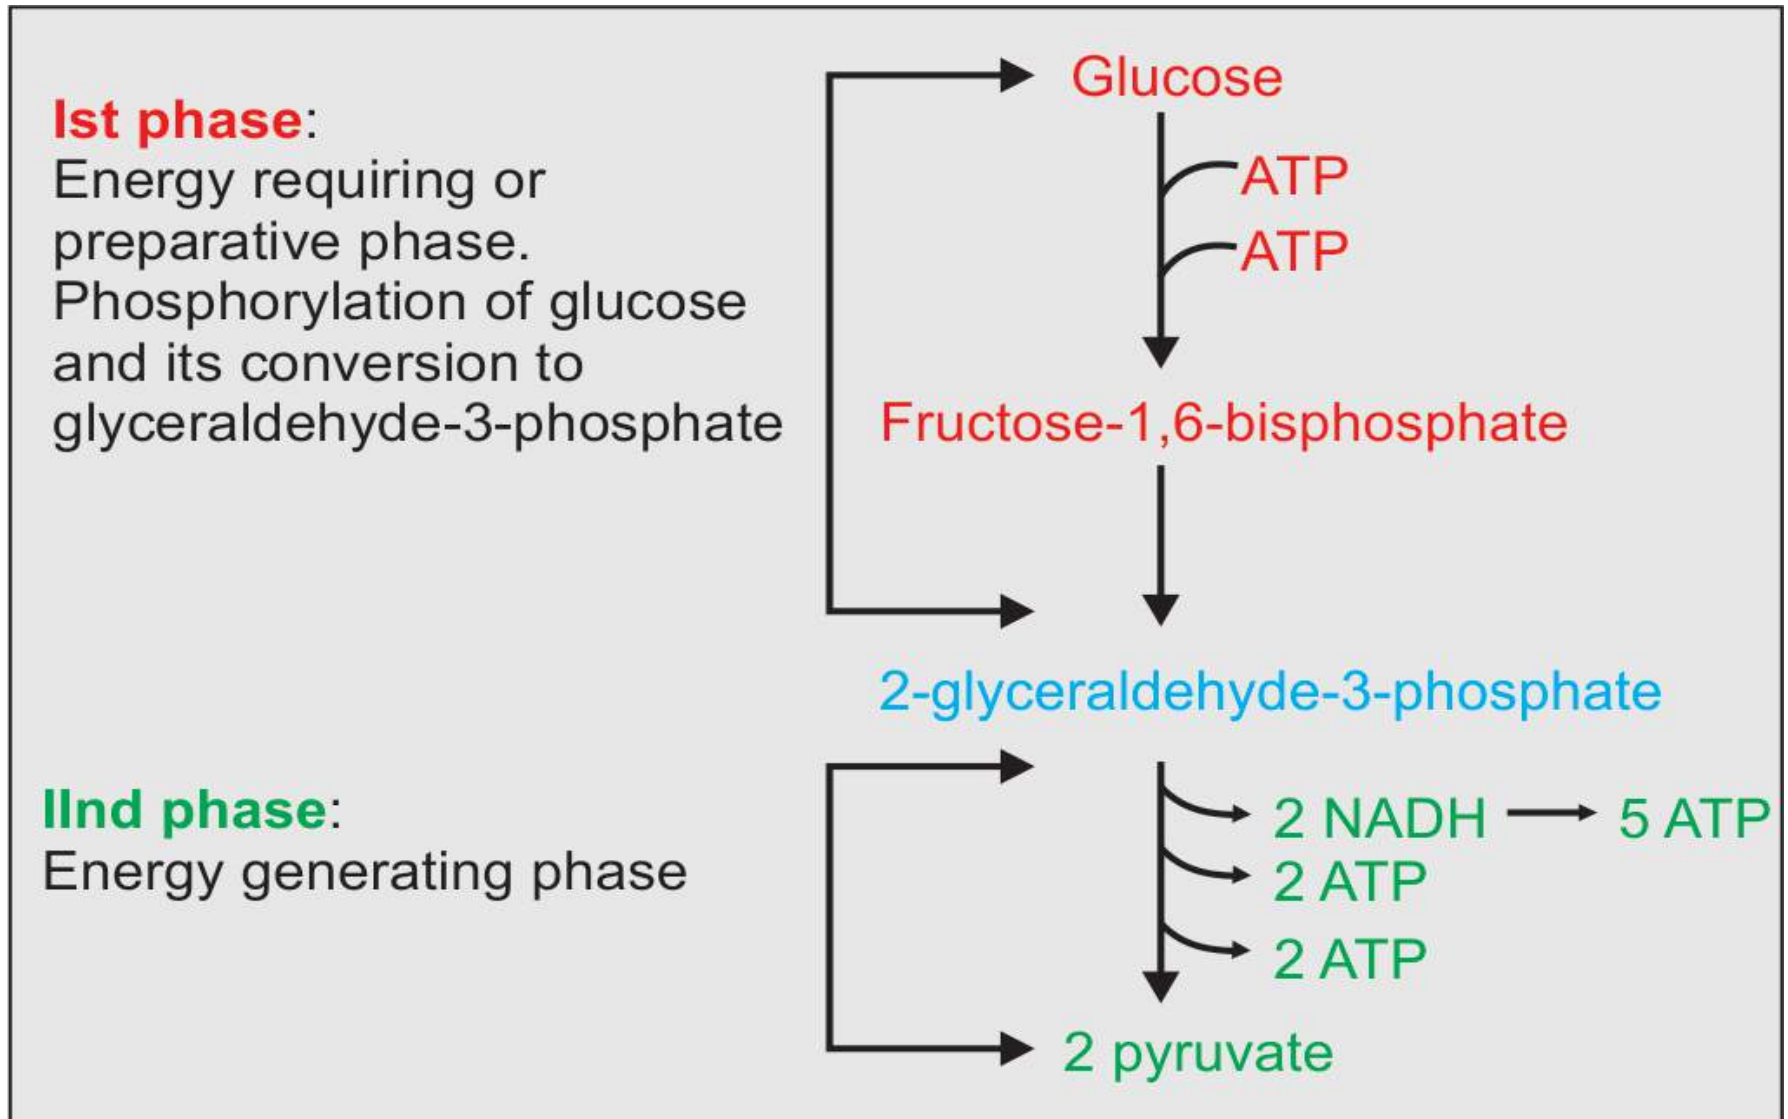 Ist phase:
Energy requiring or
preparative phase.
Phosphorylation of glucose
and its conversion to
glyceraldehyde-3-phosphate
Glucose
ATP
ATP
Fructose-1,6-bisphosphate
2-glyceraldehyde-3-phosphate
IInd phase:
Energy generating phase
2 NADH → 5 ATP
2 ATP
2 ATP
2 pyruvate